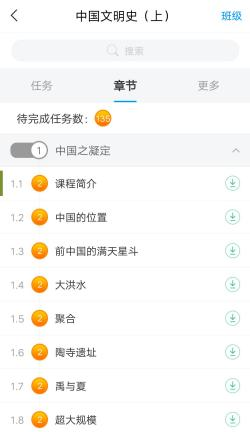 中国文明史（上）
班级
搜索
任务
章节
更多
待完成任务数：135
1 中国之凝定
1.1 2 课程简介
1.2 2 中国的位置
1.3 2 前中国的满天星斗
1.4 2 大洪水
1.5 2 聚合
1.6 2 陶寺遗址
1.7 2 禹与夏
1.8 2 超大规模